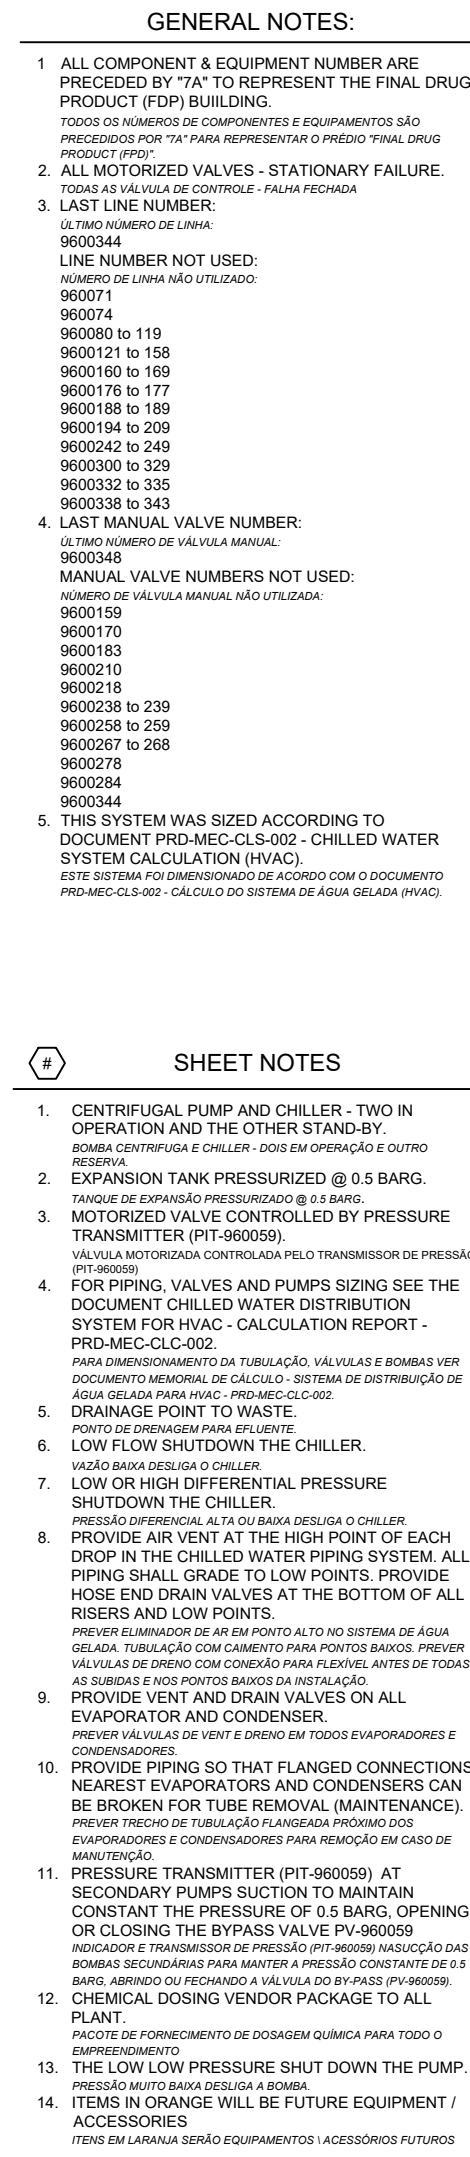 GENERAL NOTES:
1 ALL COMPONENT & EQUIPMENT NUMBER ARE
PRECEDED BY "7A" TO REPRESENT THE FINAL DRUG
PRODUCT (FDP) BUIILDING.
TODOS OS NÚMEROS DE COMPONENTES E EQUIPAMENTOS SÃO
PRECEDIDOS POR "7A" PARA REPRESENTAR O PRÉDIO "FINAL DRUG
PRODUCT (FPD)".
2. ALL MOTORIZED VALVES - STATIONARY FAILURE.
TODAS AS VÁLVULA DE CONTROLE - FALHA FECHADA
3. LAST LINE NUMBER:
ÚLTIMO NÚMERO DE LINHA:
9600344
LINE NUMBER NOT USED:
NÚMERO DE LINHA NÃO UTILIZADO:
960071
960074
960080 to 119
9600121 to 158
9600160 to 169
9600176 to 177
9600188 to 189
9600194 to 209
9600242 to 249
9600300 to 329
9600332 to 335
9600338 to 343
4. LAST MANUAL VALVE NUMBER:
ÚLTIMO NÚMERO DE VÁLVULA MANUAL:
9600348
MANUAL VALVE NUMBERS NOT USED:
NÚMERO DE VÁLVULA MANUAL NÃO UTILIZADA:
9600159
9600170
9600183
9600210
9600218
9600238 to 239
9600258 to 259
9600267 to 268
9600278
9600284
9600344
5. THIS SYSTEM WAS SIZED ACCORDING TO
DOCUMENT PRD-MEC-CLS-002 - CHILLED WATER
SYSTEM CALCULATION (HVAC).
ESTE SISTEMA FOI DIMENSIONADO DE ACORDO COM O DOCUMENTO
PRD-MEC-CLS-002 - CÁLCULO DO SISTEMA DE ÁGUA GELADA (HVAC).
# SHEET NOTES
1. CENTRIFUGAL PUMP AND CHILLER - TWO IN
OPERATION AND THE OTHER STAND-BY.
BOMBA CENTRIFUGA E CHILLER - DOIS EM OPERAÇÃO E OUTRO
RESERVA.
2. EXPANSION TANK PRESSURIZED @ 0.5 BARG.
TANQUE DE EXPANSÃO PRESSURIZADO @ 0.5 BARG.
3. MOTORIZED VALVE CONTROLLED BY PRESSURE
TRANSMITTER (PIT-960059).
VÁLVULA MOTORIZADA CONTROLADA PELO TRANSMISSOR DE PRESSÃO
(PIT-960059)
4. FOR PIPING, VALVES AND PUMPS SIZING SEE THE
DOCUMENT CHILLED WATER DISTRIBUTION
SYSTEM FOR HVAC - CALCULATION REPORT -
PRD-MEC-CLC-002.
PARA DIMENSIONAMENTO DA TUBULAÇÃO, VÁLVULAS E BOMBAS VER
DOCUMENTO MEMORIAL DE CÁLCULO - SISTEMA DE DISTRIBUIÇÃO DE
ÁGUA GELADA PARA HVAC - PRD-MEC-CLC-002.
5. DRAINAGE POINT TO WASTE.
PONTO DE DRENAGEM PARA EFLUENTE.
6. LOW FLOW SHUTDOWN THE CHILLER.
VAZÃO BAIXA DESLIGA O CHILLER.
7. LOW OR HIGH DIFFERENTIAL PRESSURE
SHUTDOWN THE CHILLER.
PRESSÃO DIFERENCIAL ALTA OU BAIXA DESLIGA O CHILLER.
8. PROVIDE AIR VENT AT THE HIGH POINT OF EACH
DROP IN THE CHILLED WATER PIPING SYSTEM. ALL
PIPING SHALL GRADE TO LOW POINTS. PROVIDE
HOSE END DRAIN VALVES AT THE BOTTOM OF ALL
RISERS AND LOW POINTS.
PREVER ELIMINADOR DE AR EM PONTO ALTO NO SISTEMA DE ÁGUA
GELADA. TUBULAÇÃO COM CAIMENTO PARA PONTOS BAIXOS. PREVER
VÁLVULAS DE DRENO COM CONEXÃO PARA FLEXÍVEL ANTES DE TODAS
AS SUBIDAS E NOS PONTOS BAIXOS DA INSTALAÇÃO.
9. PROVIDE VENT AND DRAIN VALVES ON ALL
EVAPORATOR AND CONDENSER.
PREVER VÁLVULAS DE VENT E DRENO EM TODOS EVAPORADORES E
CONDENSADORES.
10. PROVIDE PIPING SO THAT FLANGED CONNECTIONS
NEAREST EVAPORATORS AND CONDENSERS CAN
BE BROKEN FOR TUBE REMOVAL (MAINTENANCE).
PREVER TRECHO DE TUBULAÇÃO FLANGEADA PRÓXIMO DOS
EVAPORADORES E CONDENSADORES PARA REMOÇÃO EM CASO DE
MANUTENÇÃO.
11. PRESSURE TRANSMITTER (PIT-960059) AT
SECONDARY PUMPS SUCTION TO MAINTAIN
CONSTANT THE PRESSURE OF 0.5 BARG, OPENING
OR CLOSING THE BYPASS VALVE PV-960059
INDICADOR E TRANSMISSOR DE PRESSÃO (PIT-960059) NASUCÇÃO DAS
BOMBAS SECUNDÁRIAS PARA MANTER A PRESSÃO CONSTANTE DE 0.5
BARG, ABRINDO OU FECHANDO A VÁLVULA DO BY-PASS (PV-960059).
12. CHEMICAL DOSING VENDOR PACKAGE TO ALL
PLANT.
PACOTE DE FORNECIMENTO DE DOSAGEM QUÍMICA PARA TODO O
EMPREENDIMENTO
13. THE LOW LOW PRESSURE SHUT DOWN THE PUMP.
PRESSÃO MUITO BAIXA DESLIGA A BOMBA.
14. ITEMS IN ORANGE WILL BE FUTURE EQUIPMENT /
ACCESSORIES
ITENS EM LARANJA SERÃO EQUIPAMENTOS \ ACESSÓRIOS FUTUROS